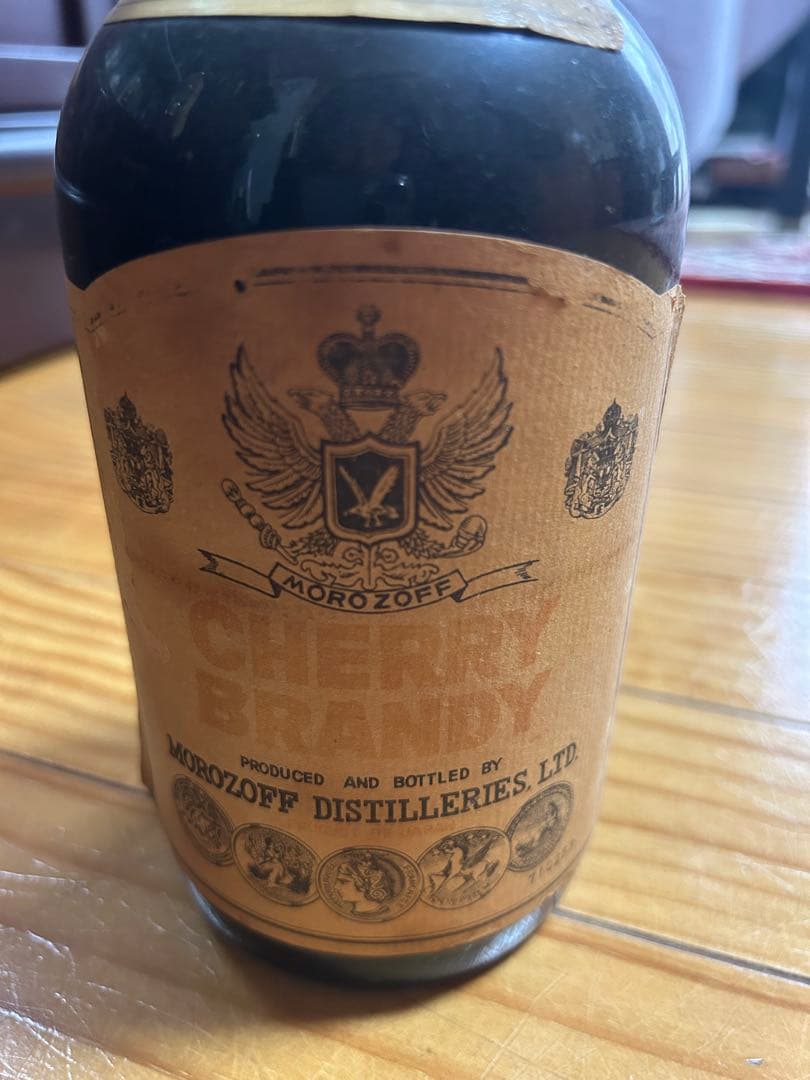 MOROZOFF
CHERRY
BRANDY
PRODUCED AND BOTTLED BY
MOROZOFF DISTILLERIES, LTD.